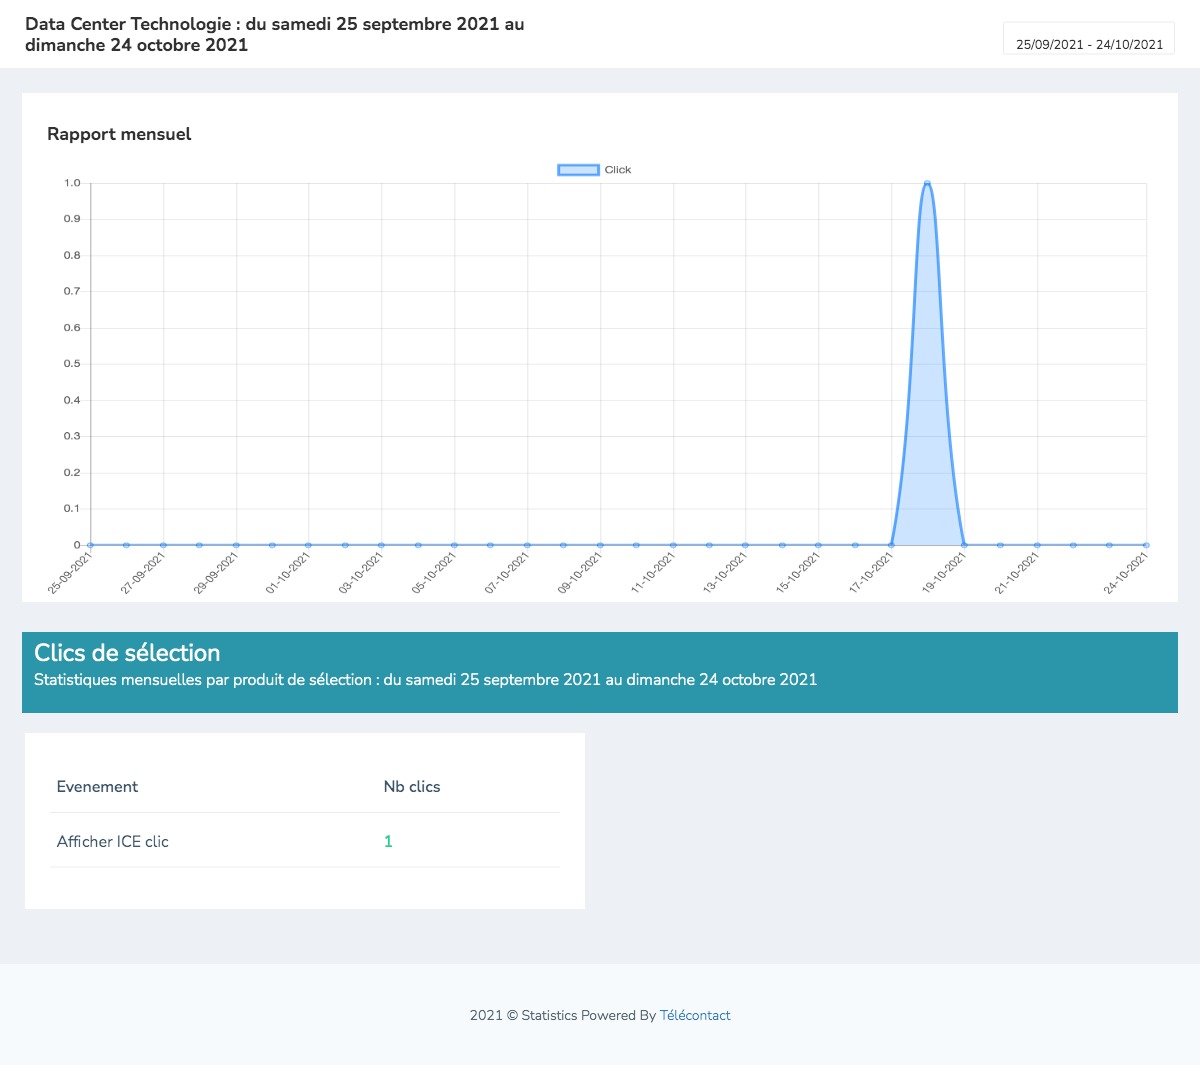 Data Center Technologie : du samedi 25 septembre 2021 au
dimanche 24 octobre 2021
25/09/2021 - 24/10/2021
Rapport mensuel
Click
1.0
0.9
0.8
0.7
0.6
0.5
0.4
0.3
0.2
0.1
0
25-09-2021
27-09-2021
29-09-2021
01-10-2021
03-10-2021
05-10-2021
07-10-2021
09-10-2021
11-10-2021
13-10-2021
15-10-2021
17-10-2021
19-10-2021
21-10-2021
24-10-2021
Clics de sélection
Statistiques mensuelles par produit de sélection : du samedi 25 septembre 2021 au dimanche 24 octobre 2021
Evenement Nb clics
Afficher ICE clic 1
2021 © Statistics Powered By Télécontact